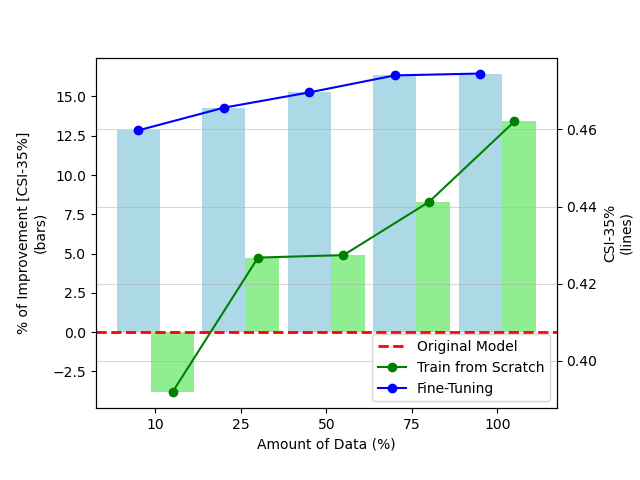 % of Improvement [CSI-35%]
(bars)
15.0
12.5
10.0
7.5
5.0
2.5
0.0
−2.5
0.46
0.44
0.42
0.40
CSI-35%
(lines)
Original Model
Train from Scratch
Fine-Tuning
10
25
50
75
100
Amount of Data (%)